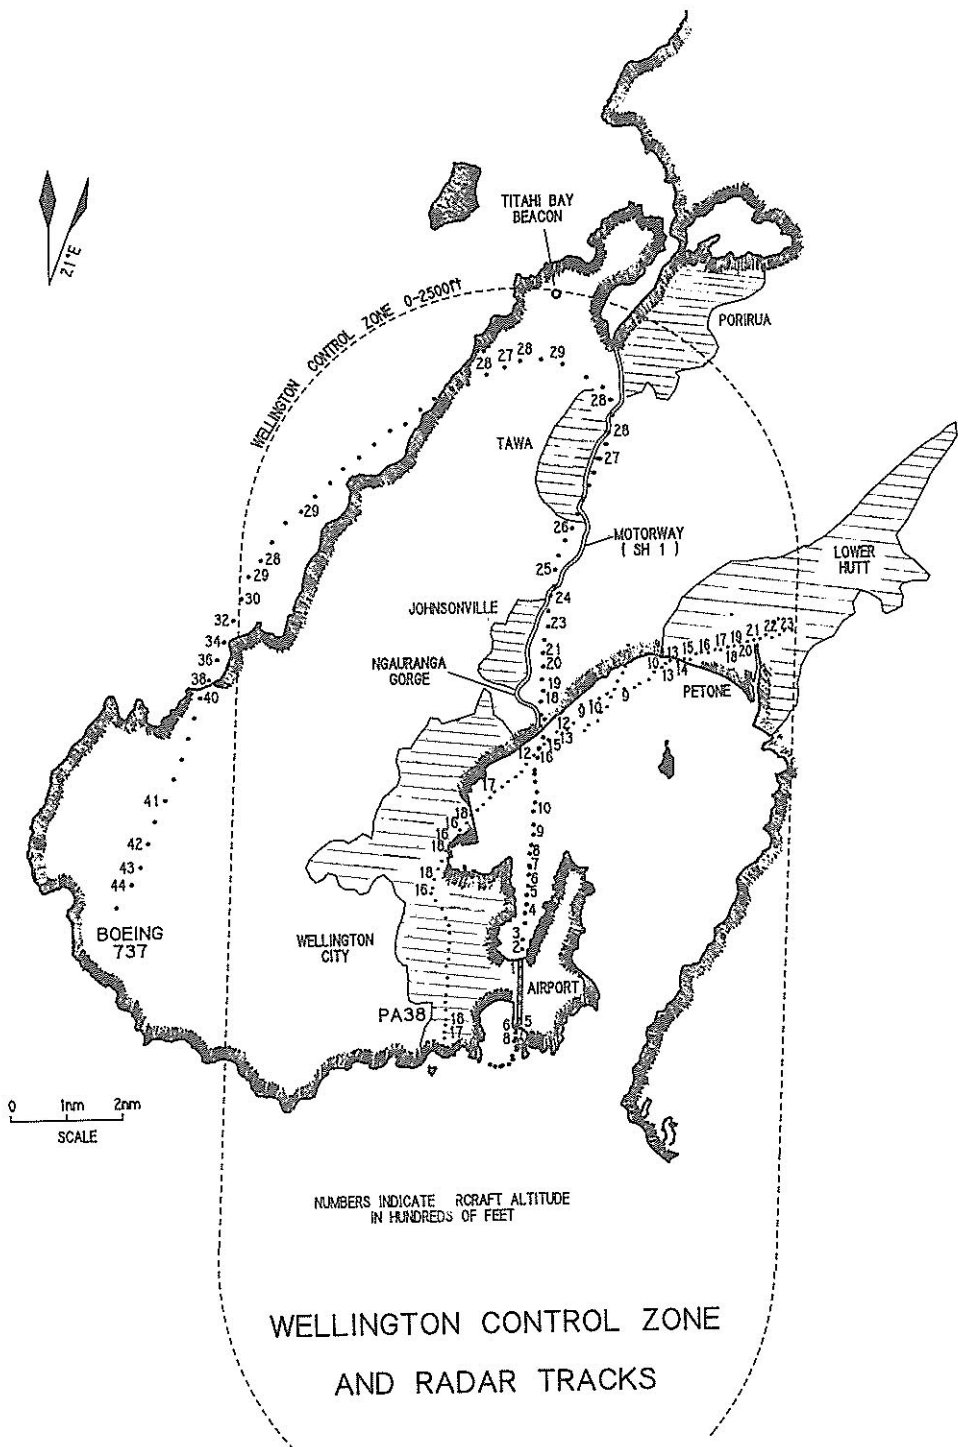 TITAHI BAY
BEACON
21°E
WELLINGTON CONTROL ZONE 0-2500ft
PORIRUA
28 27 28 29
28
TAWA
28
27
29
26
MOTORWAY
( SH 1 )
LOWER
HUTT
25
28
29
24
30
JOHNSONVILLE
23
32
34
21
20
NGAURANGA
GORGE
36
38
40
19
18
9 10 13 13 14 15 16 17 18 19 20 21 22 23
PETONE
9 10 9
12 13
15
12 16
17
41
10
18
16
9
42
16
18
8
43
18
7
44
16
6
5
4
BOEING
737
WELLINGTON
CITY
3
2
1
AIRPORT
PA38
18
17
6 5
8
0 1nm 2nm
SCALE
NUMBERS INDICATE RCRAFT ALTITUDE
IN HUNDREDS OF FEET
WELLINGTON CONTROL ZONE
AND RADAR TRACKS